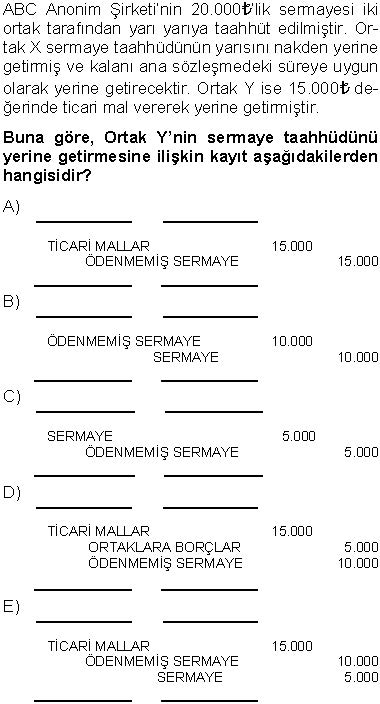 ABC Anonim Şirketi'nin 20.000₺'lik sermayesi iki
ortak tarafından yarı yarıya taahhüt edilmiştir. Or-
tak X sermaye taahhüdünün yarısını nakden yerine
getirmiş ve kalanı ana sözleşmedeki süreye uygun
olarak yerine getirecektir. Ortak Y ise 15.000₺ de-
ğerinde ticari mal vererek yerine getirmiştir.
Buna göre, Ortak Y'nin sermaye taahhüdünü
yerine getirmesine ilişkin kayıt aşağıdakilerden
hangisidir?
A)
TİCARİ MALLAR 15.000
ÖDENMEMİŞ SERMAYE 15.000
B)
ÖDENMEMİŞ SERMAYE 10.000
SERMAYE 10.000
C)
SERMAYE 5.000
ÖDENMEMİŞ SERMAYE 5.000
D)
TİCARİ MALLAR 15.000
ORTAKLARA BORÇLAR 5.000
ÖDENMEMİŞ SERMAYE 10.000
E)
TİCARİ MALLAR 15.000
ÖDENMEMİŞ SERMAYE 10.000
SERMAYE 5.000